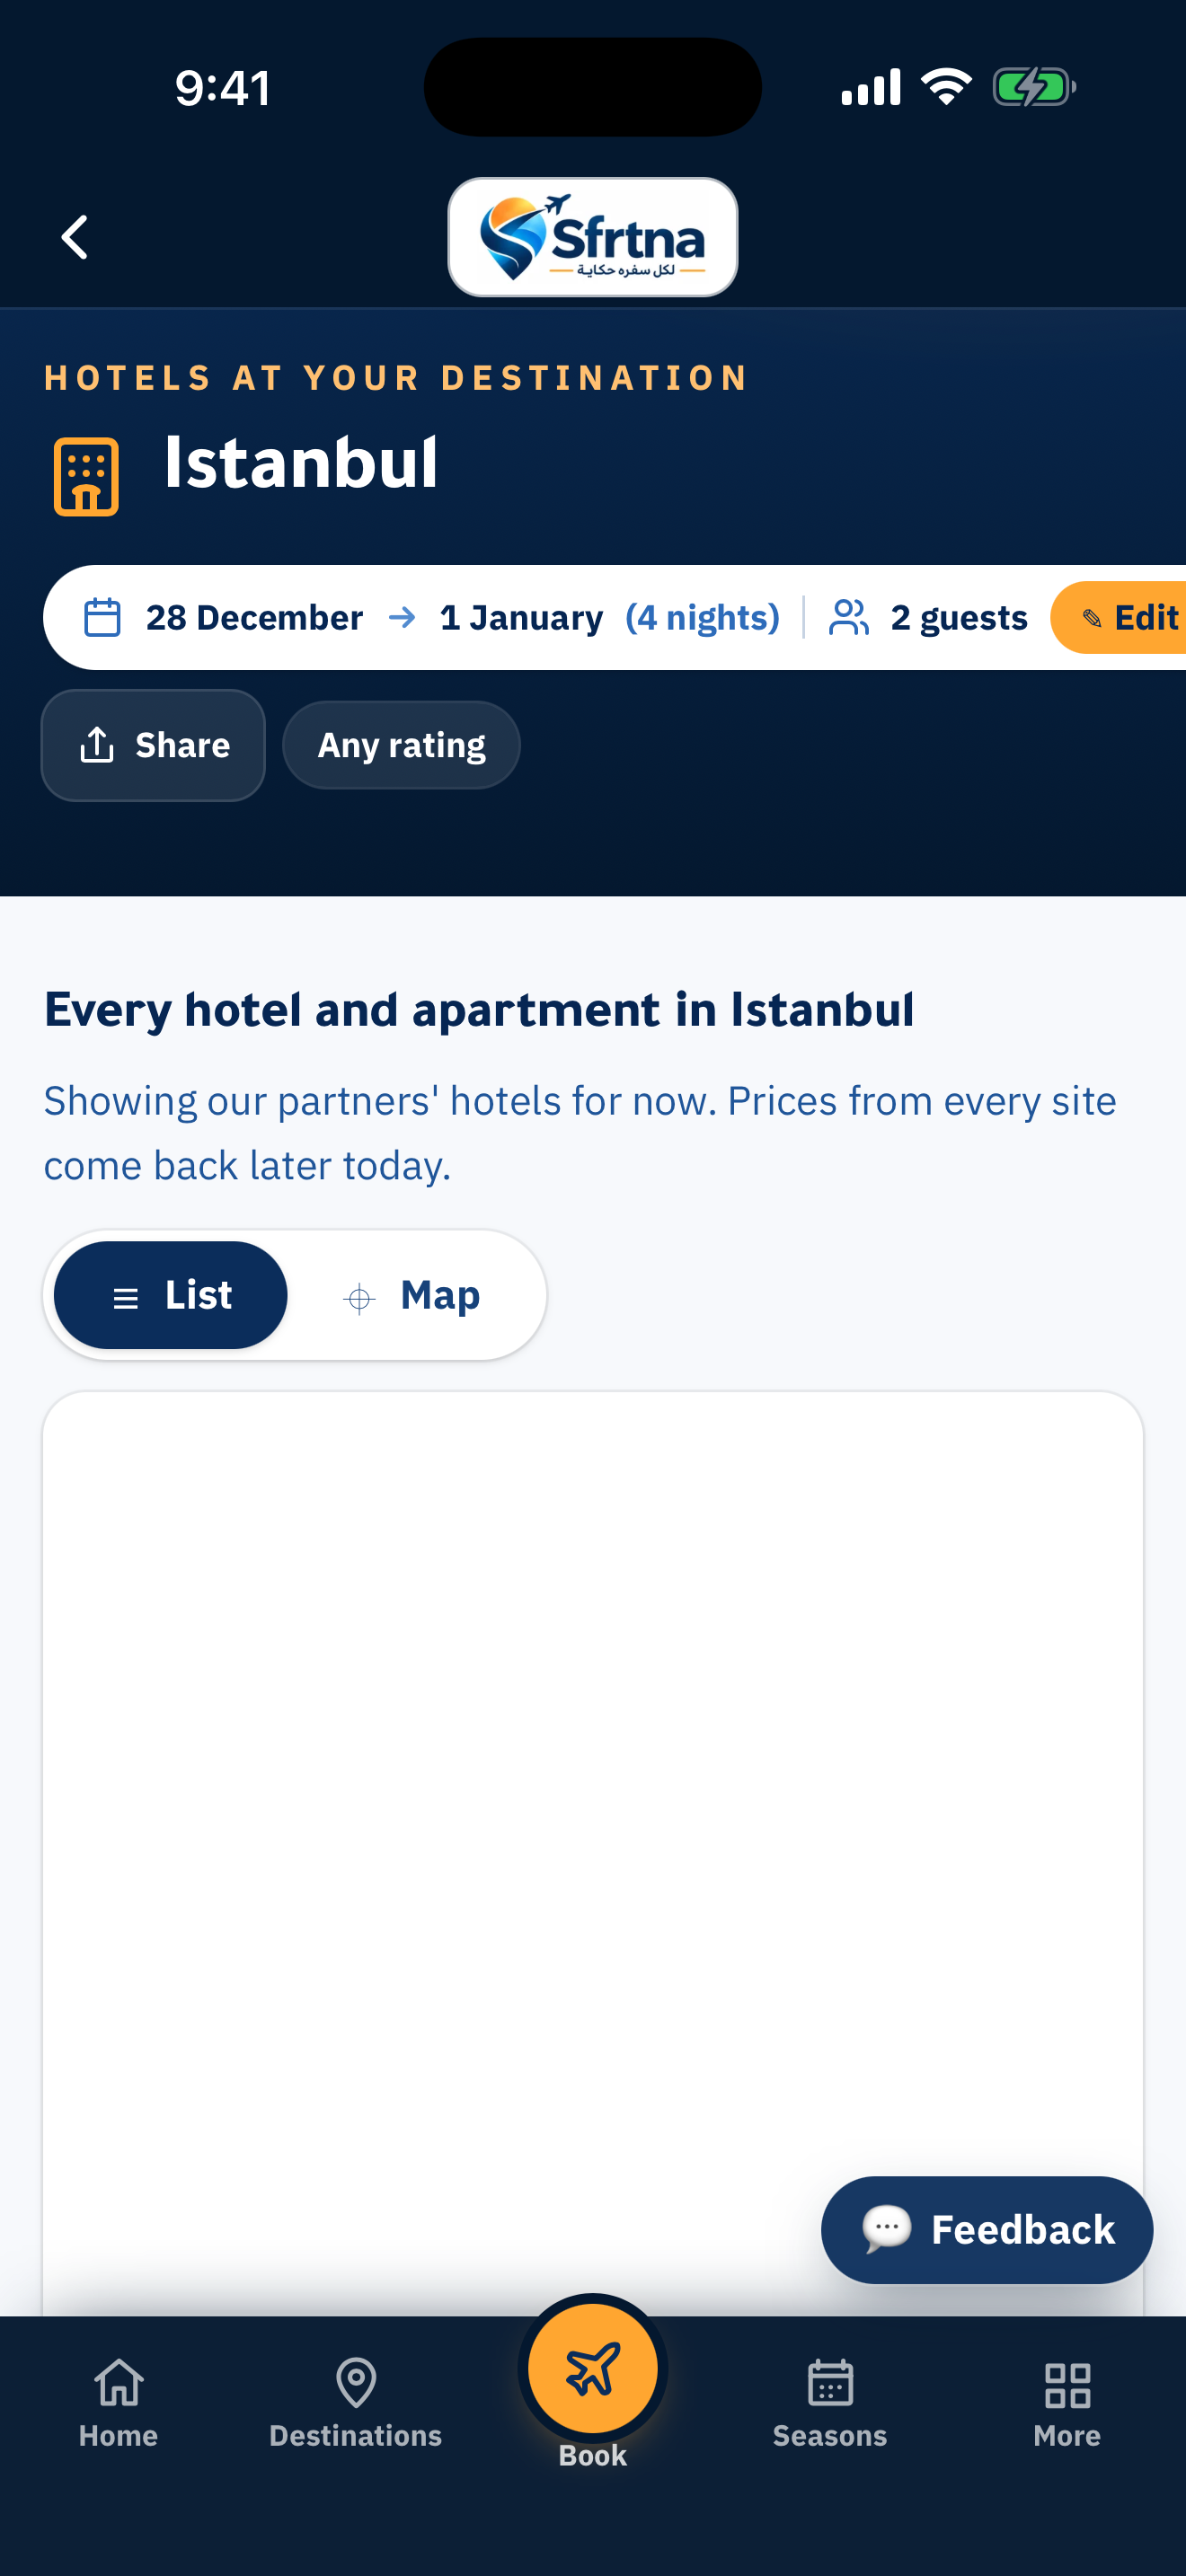 9:41
Sfrtna
لكل سفره حكاية
HOTELS AT YOUR DESTINATION
Istanbul
28 December → 1 January (4 nights) 2 guests ✎ Edit
Share Any rating
Every hotel and apartment in Istanbul
Showing our partners' hotels for now. Prices from every site
come back later today.
List Map
Feedback
Home Destinations Book Seasons More